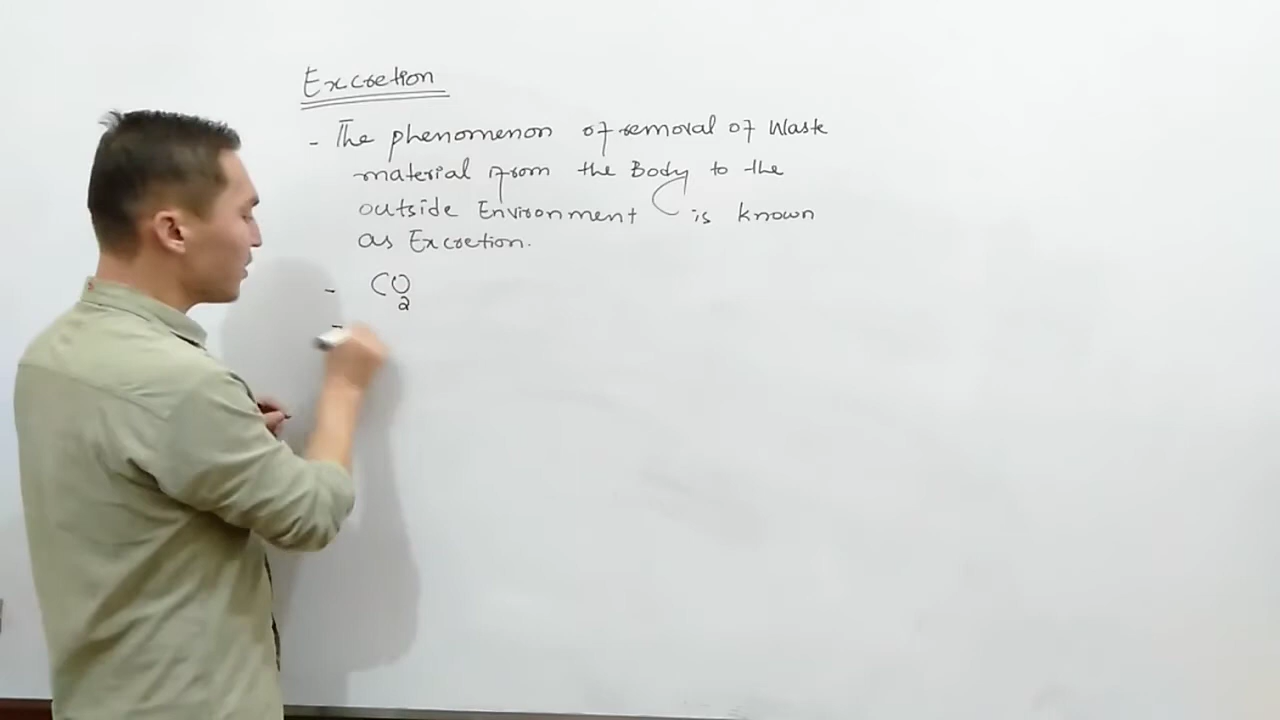 Excretion
- The phenomenon of removal of Waste
material from the Body to the
outside Environment is known
as Excretion.
- CO2
-